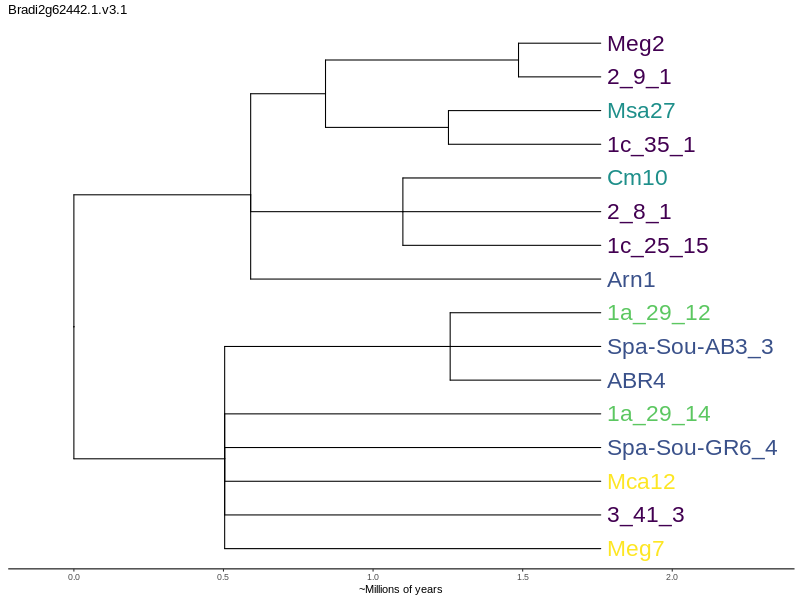 Bradi2g62442.1.v3.1
Meg2
2_9_1
Msa27
1c_35_1
Cm10
2_8_1
1c_25_15
Arn1
1a_29_12
Spa-Sou-AB3_3
ABR4
1a_29_14
Spa-Sou-GR6_4
Mca12
3_41_3
Meg7
0.0 0.5 1.0 1.5 2.0
~Millions of years